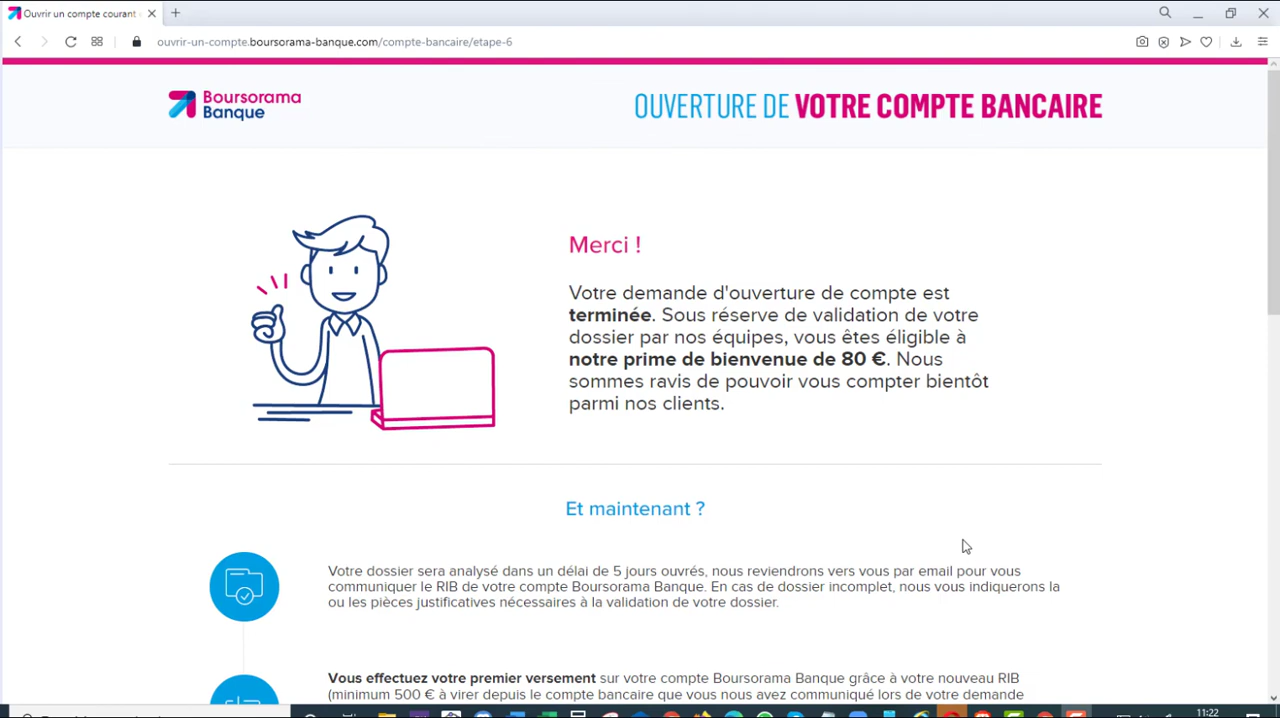 Ouvrir un compte courant
ouvrir-un-compte.boursorama-banque.com/compte-bancaire/etape-6
Boursorama
Banque
OUVERTURE DE VOTRE COMPTE BANCAIRE
Merci !
Votre demande d'ouverture de compte est
terminée. Sous réserve de validation de votre
dossier par nos équipes, vous êtes éligible à
notre prime de bienvenue de 80 €. Nous
sommes ravis de pouvoir vous compter bientôt
parmi nos clients.
Et maintenant ?
Votre dossier sera analysé dans un délai de 5 jours ouvrés, nous reviendrons vers vous par email pour vous
communiquer le RIB de votre compte Boursorama Banque. En cas de dossier incomplet, nous vous indiquerons la
ou les pièces justificatives nécessaires à la validation de votre dossier.
Vous effectuez votre premier versement sur votre compte Boursorama Banque grâce à votre nouveau RIB
(minimum 500 € à virer depuis le compte bancaire que vous nous avez communiqué lors de votre demande
11:22